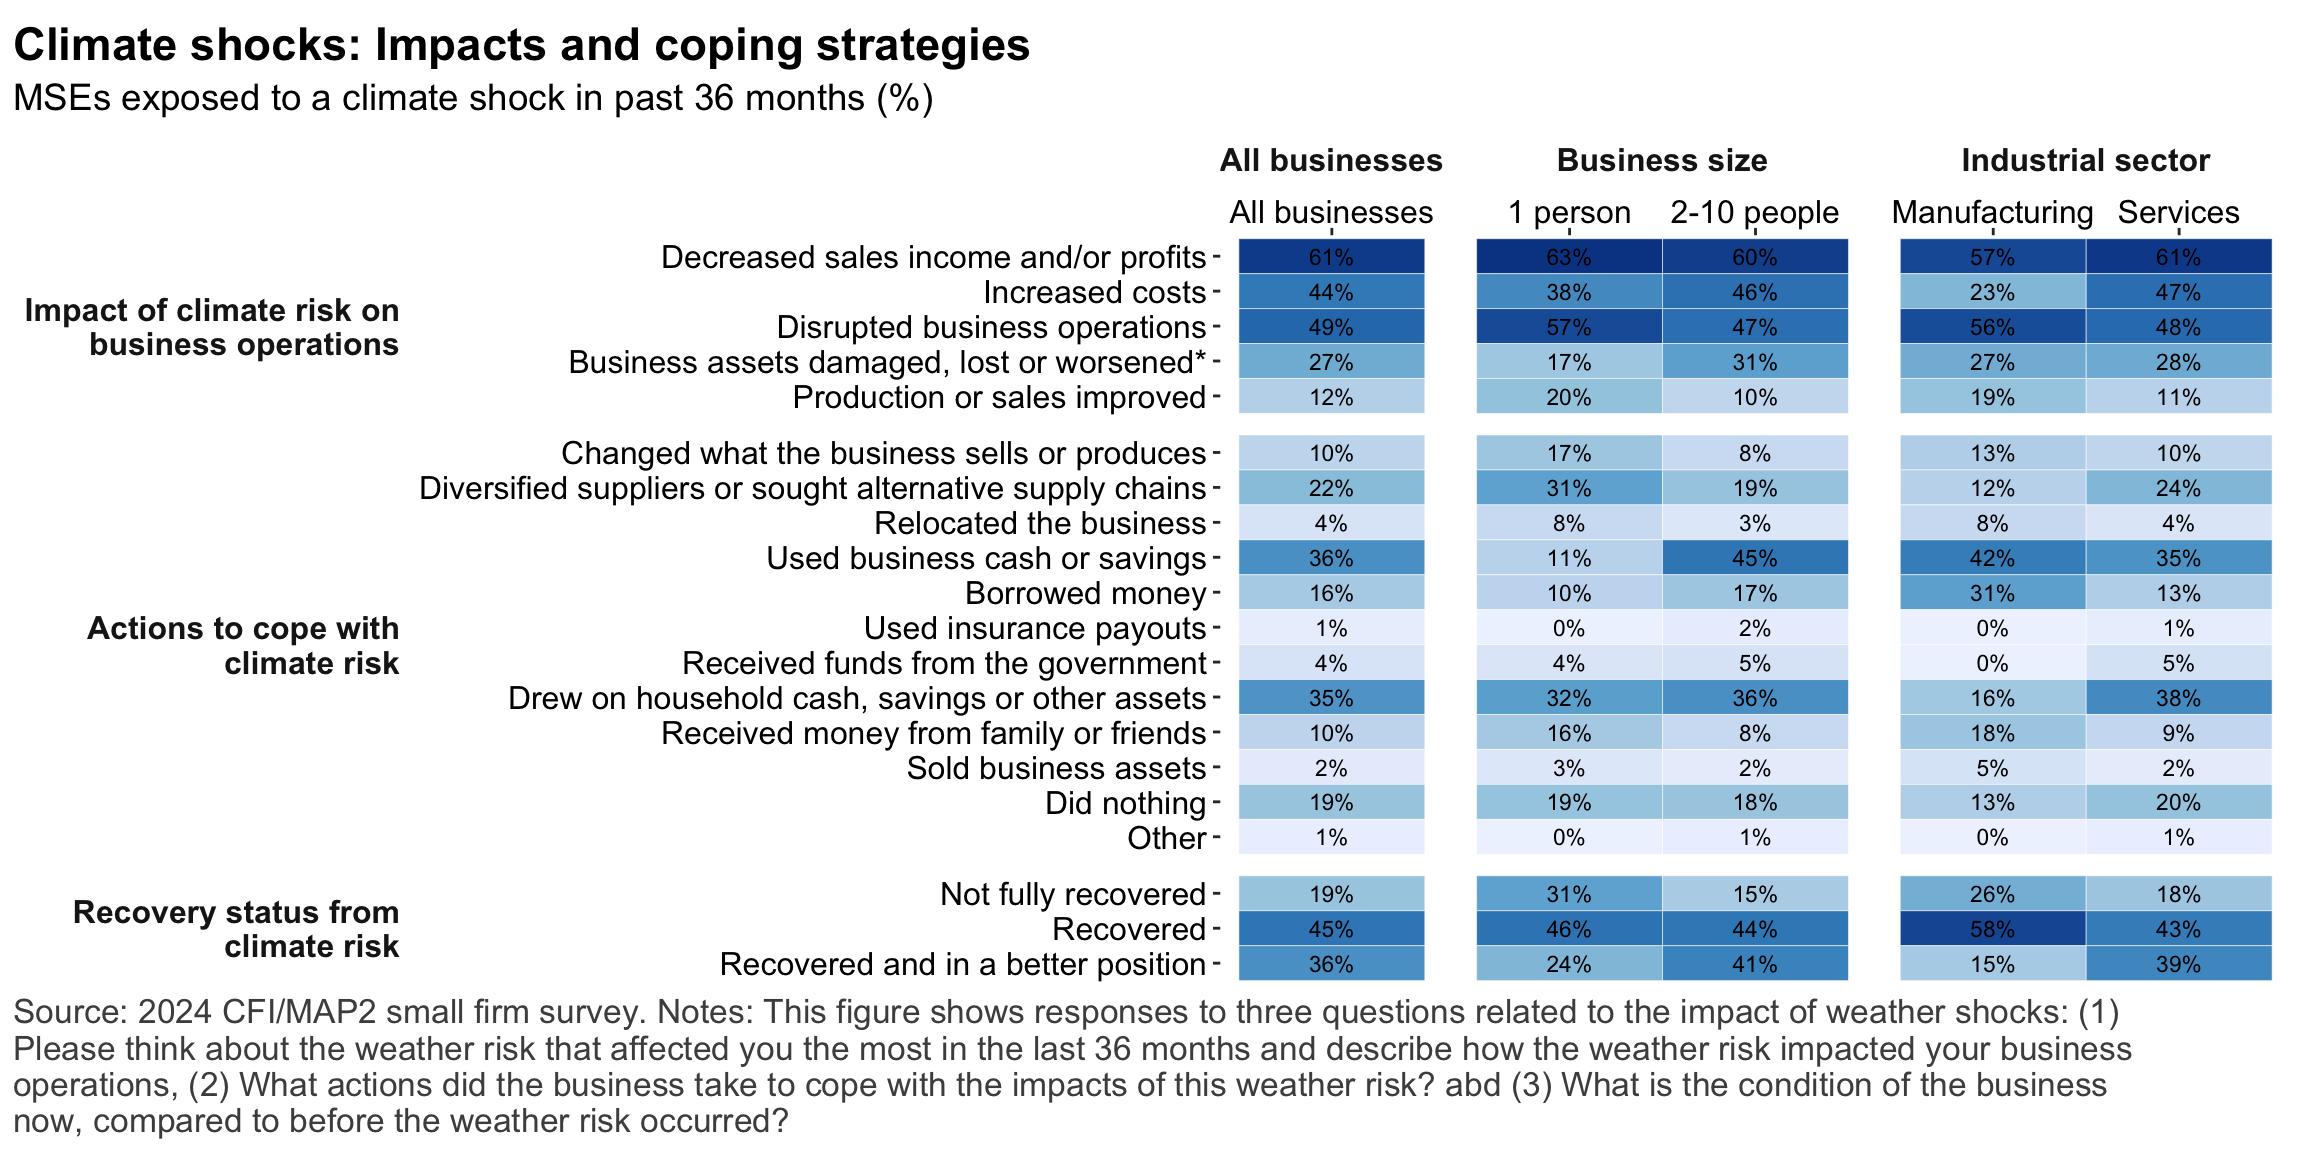 Climate shocks: Impacts and coping strategies
MSEs exposed to a climate shock in past 36 months (%)
All businesses Business size Industrial sector
All businesses 1 person 2-10 people Manufacturing Services
Impact of climate risk on
business operations
Decreased sales income and/or profits 61% 63% 60% 57% 61%
Increased costs 44% 38% 46% 23% 47%
Disrupted business operations 49% 57% 47% 56% 48%
Business assets damaged, lost or worsened* 27% 17% 31% 27% 28%
Production or sales improved 12% 20% 10% 19% 11%
Actions to cope with
climate risk
Changed what the business sells or produces 10% 17% 8% 13% 10%
Diversified suppliers or sought alternative supply chains 22% 31% 19% 12% 24%
Relocated the business 4% 8% 3% 8% 4%
Used business cash or savings 36% 11% 45% 42% 35%
Borrowed money 16% 10% 17% 31% 13%
Used insurance payouts 1% 0% 2% 0% 1%
Received funds from the government 4% 4% 5% 0% 5%
Drew on household cash, savings or other assets 35% 32% 36% 16% 38%
Received money from family or friends 10% 16% 8% 18% 9%
Sold business assets 2% 3% 2% 5% 2%
Did nothing 19% 19% 18% 13% 20%
Other 1% 0% 1% 0% 1%
Recovery status from
climate risk
Not fully recovered 19% 31% 15% 26% 18%
Recovered 45% 46% 44% 58% 43%
Recovered and in a better position 36% 24% 41% 15% 39%
Source: 2024 CFI/MAP2 small firm survey. Notes: This figure shows responses to three questions related to the impact of weather shocks: (1)
Please think about the weather risk that affected you the most in the last 36 months and describe how the weather risk impacted your business
operations, (2) What actions did the business take to cope with the impacts of this weather risk? abd (3) What is the condition of the business
now, compared to before the weather risk occurred?